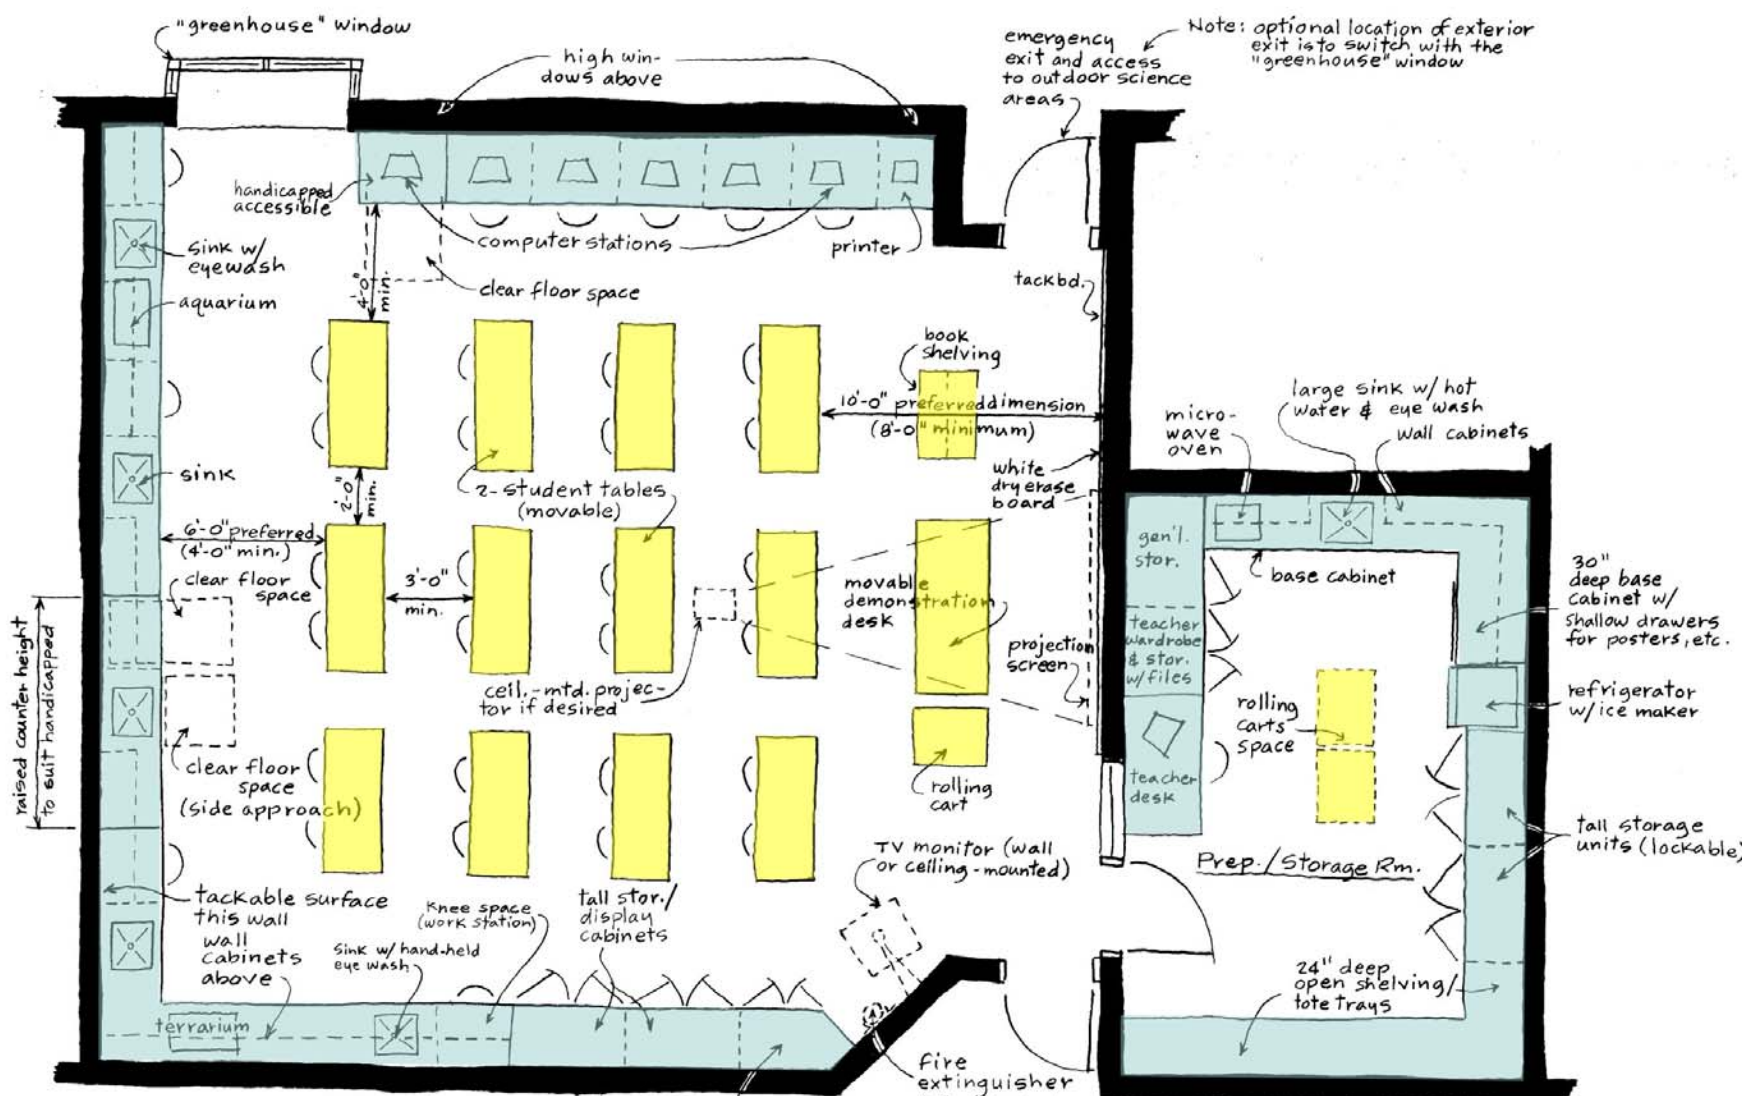 "greenhouse" window
high win-
dows above
emergency
exit and access
to outdoor science
areas
Note: optional location of exterior
exit is to switch with the
"greenhouse" window
handicapped
accessible
computer stations
printer
sink w/
eyewash
aquarium
4'-0"
min.
clear floor space
tackbd.
book
shelving
10'-0" preferred dimension
(8'-0" minimum)
large sink w/ hot
water & eye wash
micro-
wave
oven
wall cabinets
sink
2'-0"
min.
2-student tables
(movable)
white
dry erase
board
6'-0" preferred
(4'-0" min.)
clear floor
space
3'-0"
min.
movable
demonstration
desk
gen'l.
stor.
base cabinet
30"
deep base
cabinet w/
shallow drawers
for posters, etc.
raised counter height
to suit handicapped
teacher
wardrobe
& stor.
w/files
projection
screen
ceil.-mtd. projec-
tor if desired
rolling
carts
space
refrigerator
w/ice maker
clear floor
space
(side approach)
rolling
cart
teacher
desk
TV monitor (wall
or ceiling-mounted)
Prep./Storage Rm.
tall storage
units (lockable)
tackable surface
this wall
wall
cabinets
above
knee space
(work station)
sink w/hand-held
eye wash
tall stor./
display
cabinets
24" deep
open shelving/
tote trays
terrarium
fire
extinguisher